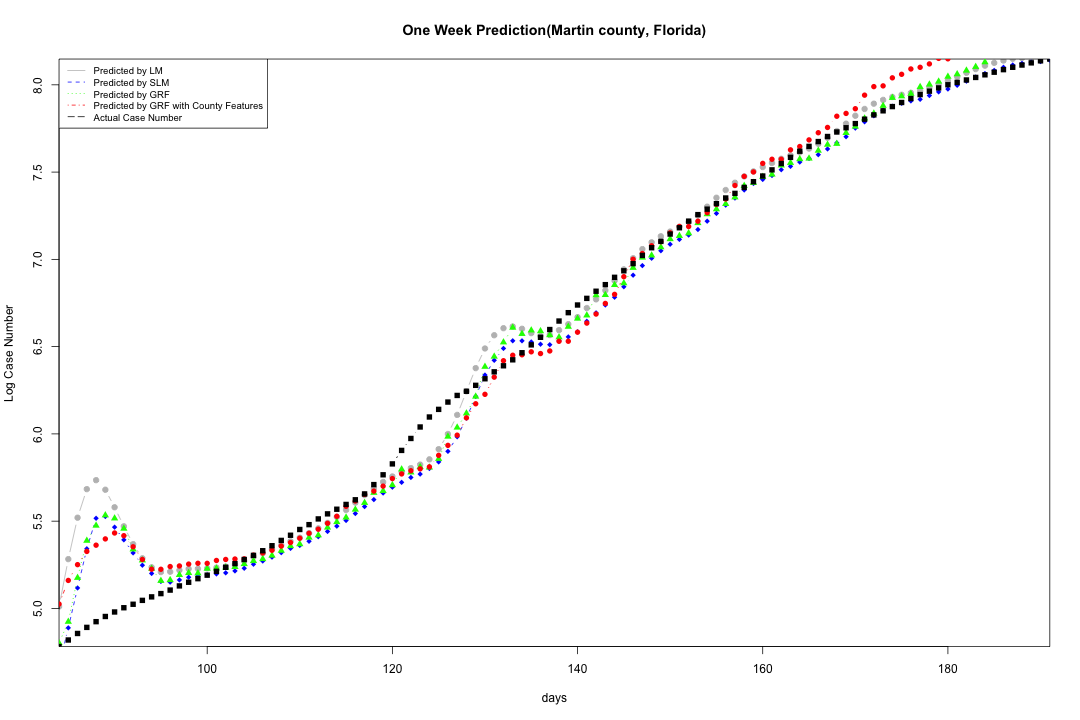 One Week Prediction(Martin county, Florida)
Predicted by LM
Predicted by SLM
Predicted by GRF
Predicted by GRF with County Features
Actual Case Number
8.0
7.5
7.0
6.5
6.0
5.5
5.0
Log Case Number
100 120 140 160 180
days